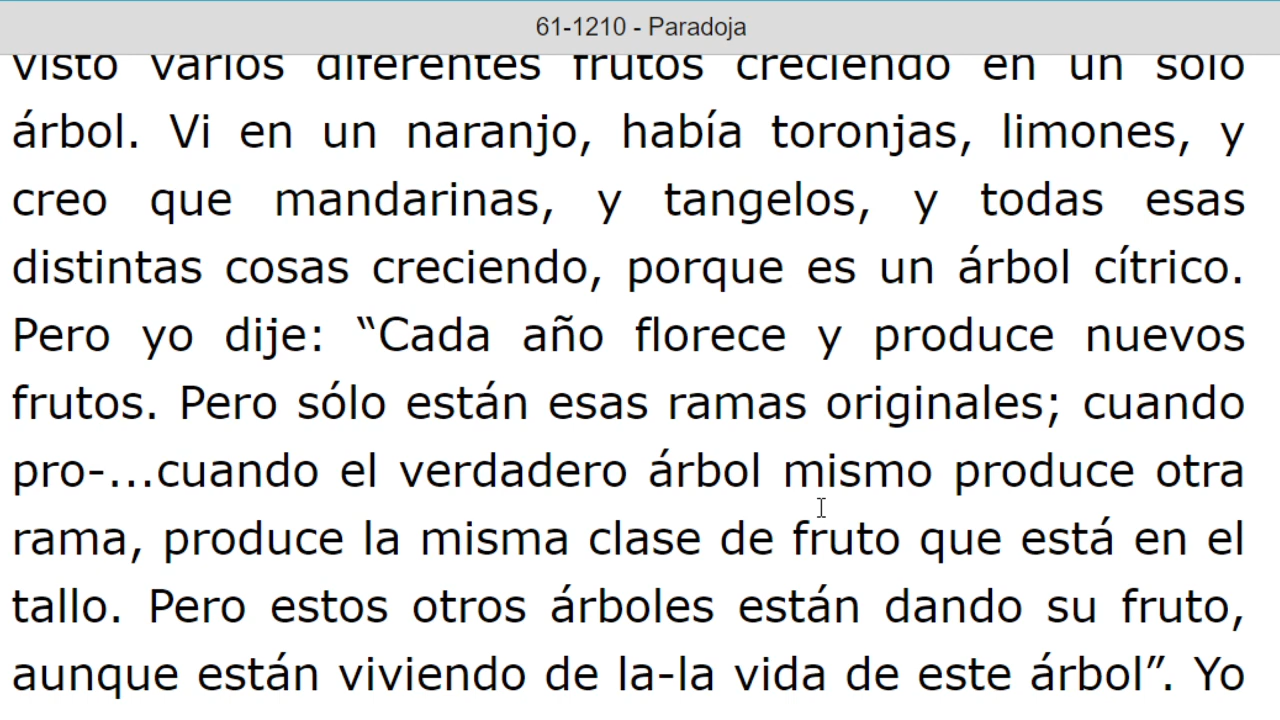 61-1210 - Paradoja
visto varios diferentes frutos creciendo en un solo
árbol. Vi en un naranjo, había toronjas, limones, y
creo que mandarinas, y tangelos, y todas esas
distintas cosas creciendo, porque es un árbol cítrico.
Pero yo dije: “Cada año florece y produce nuevos
frutos. Pero sólo están esas ramas originales; cuando
pro-...cuando el verdadero árbol mismo produce otra
rama, produce la misma clase de fruto que está en el
tallo. Pero estos otros árboles están dando su fruto,
aunque están viviendo de la-la vida de este árbol”. Yo